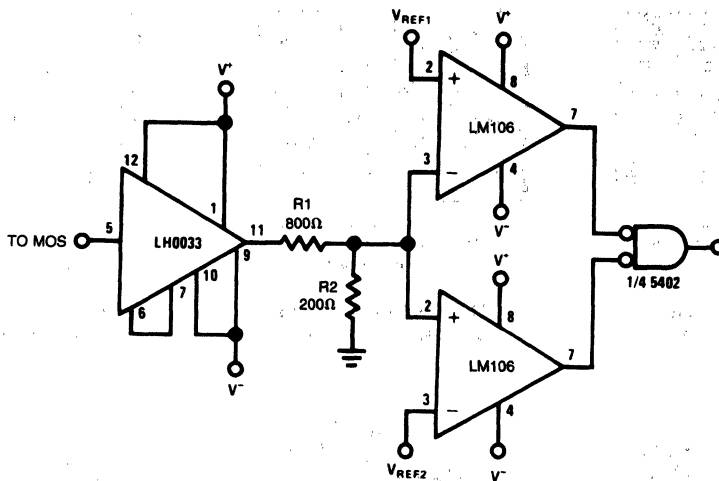 VREF1
V+
2
8
+
7
LM106
V+
3
−
4
12
V−
R1
800Ω
1
11
TO MOS
5
LH0033
9
10
V+
R2
200Ω
7
6
2
8
+
1/4 5402
7
LM106
V−
3
−
4
VREF2
V−